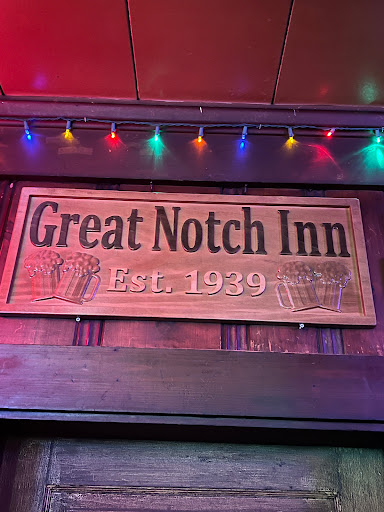 Great Notch Inn
Est. 1939